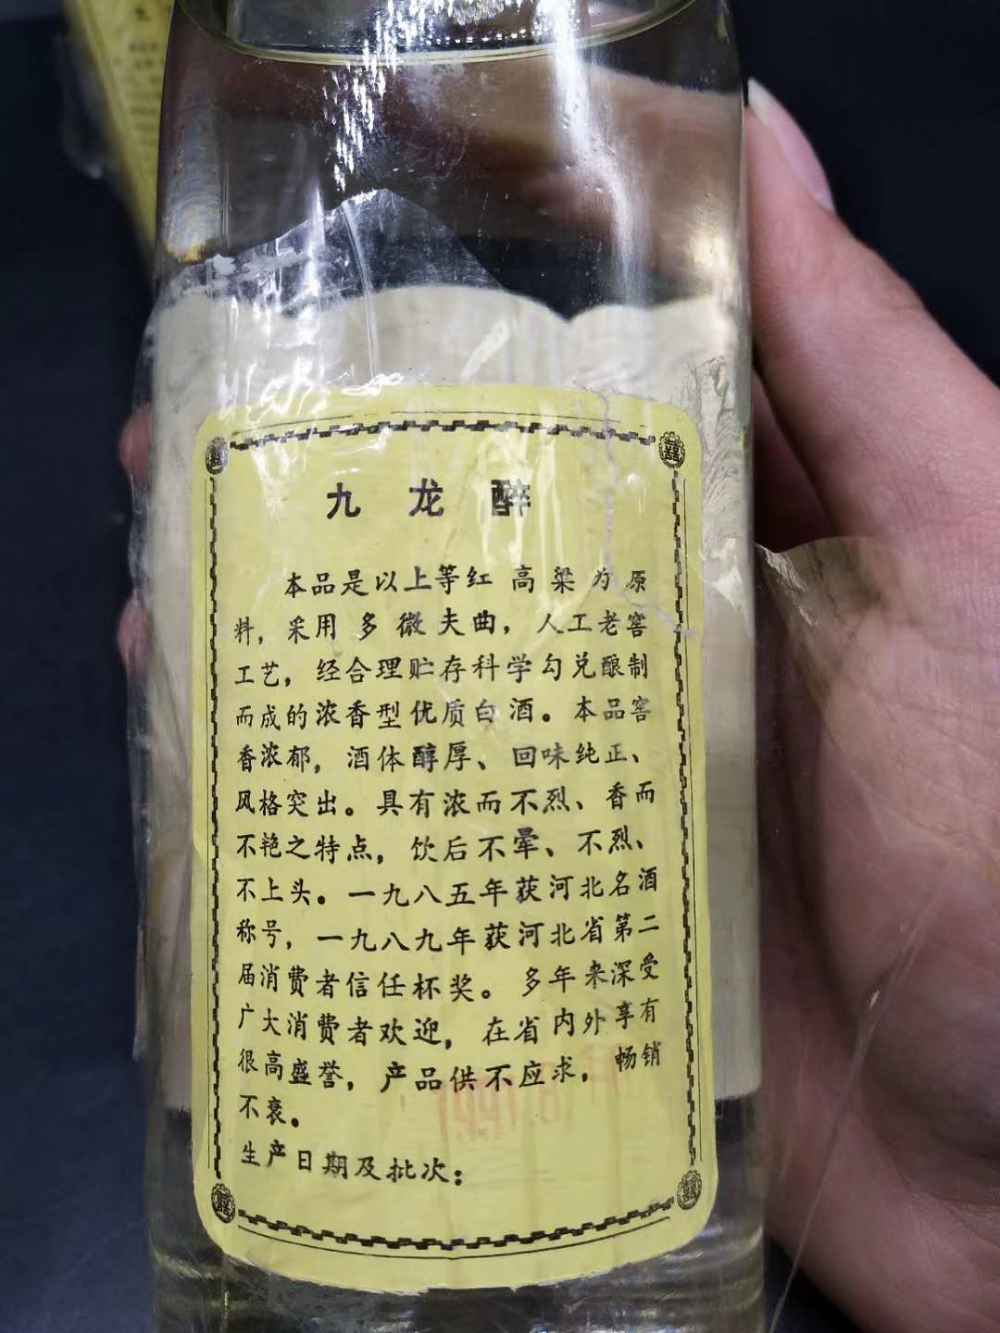 九龙醉
本品是以上等红高粱为原
料，采用多微夫曲，人工老窖
工艺，经合理贮存科学勾兑酿制
而成的浓香型优质白酒。本品窖
香浓郁，酒体醇厚、回味纯正、
风格突出。具有浓而不烈、香而
不艳之特点，饮后不晕、不烈、
不上头。一九八五年获河北名酒
称号，一九八九年获河北省第二
届消费者信任杯奖。多年来深受
广大消费者欢迎，在省内外享有
很高盛誉，产品供不应求，畅销
不衰。
生产日期及批次：